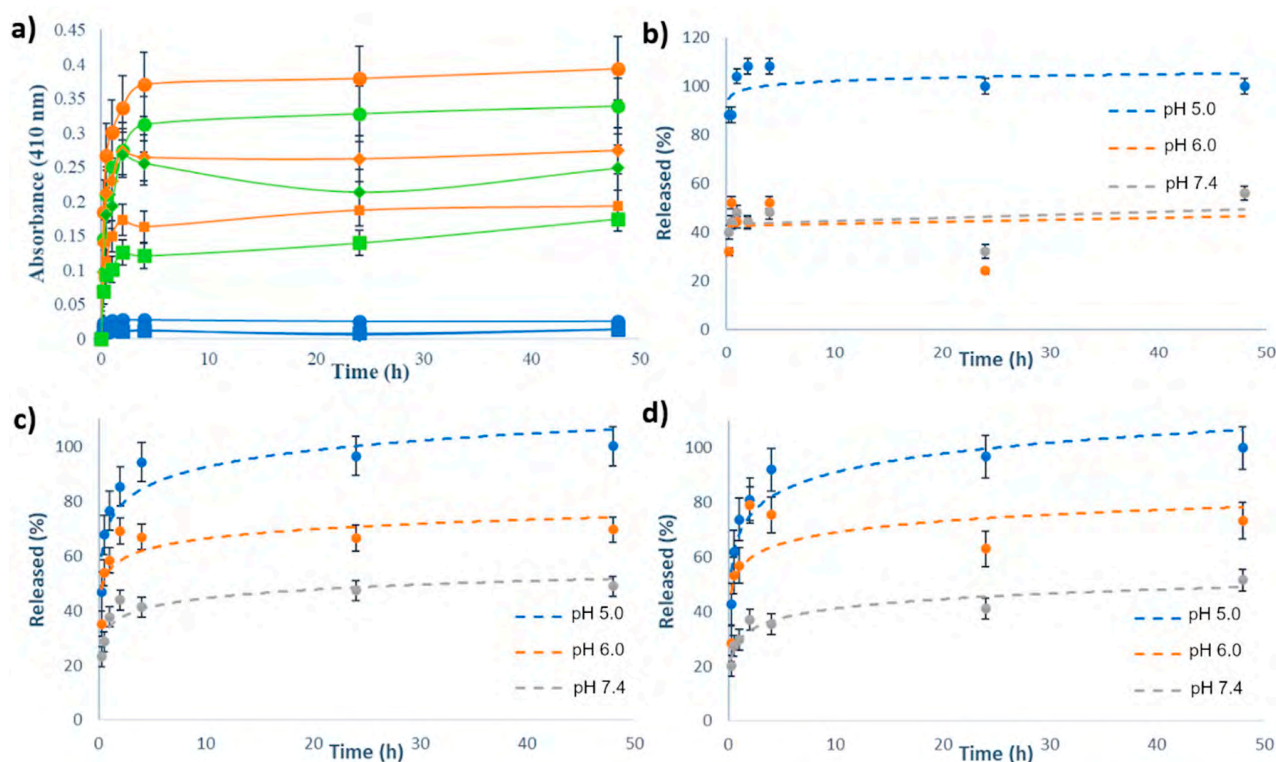 a)
Absorbance (410 nm)
0.45
0.4
0.35
0.3
0.25
0.2
0.15
0.1
0.05
0
0 10 20 30 40 50
Time (h)
b)
Released (%)
120
100
80
60
40
20
0
pH 5.0
pH 6.0
pH 7.4
0 10 20 30 40 50
Time (h)
c)
Released (%)
100
80
60
40
20
0
pH 5.0
pH 6.0
pH 7.4
0 10 20 30 40 50
Time (h)
d)
Released (%)
100
80
60
40
20
0
pH 5.0
pH 6.0
pH 7.4
0 10 20 30 40 50
Time (h)